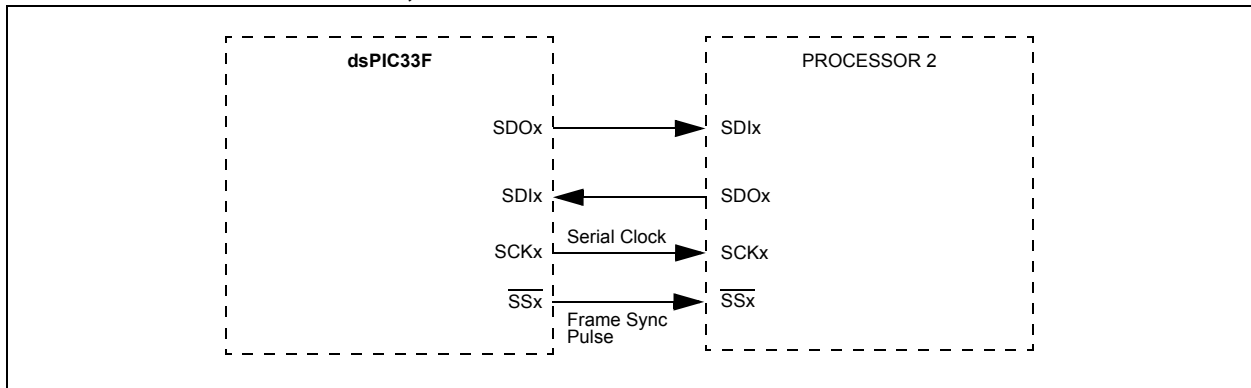 dsPIC33F
PROCESSOR 2
SDOx
SDIx
SDIx
SDOx
SCKx
Serial Clock
SCKx
SSx
Frame Sync
Pulse
SSx